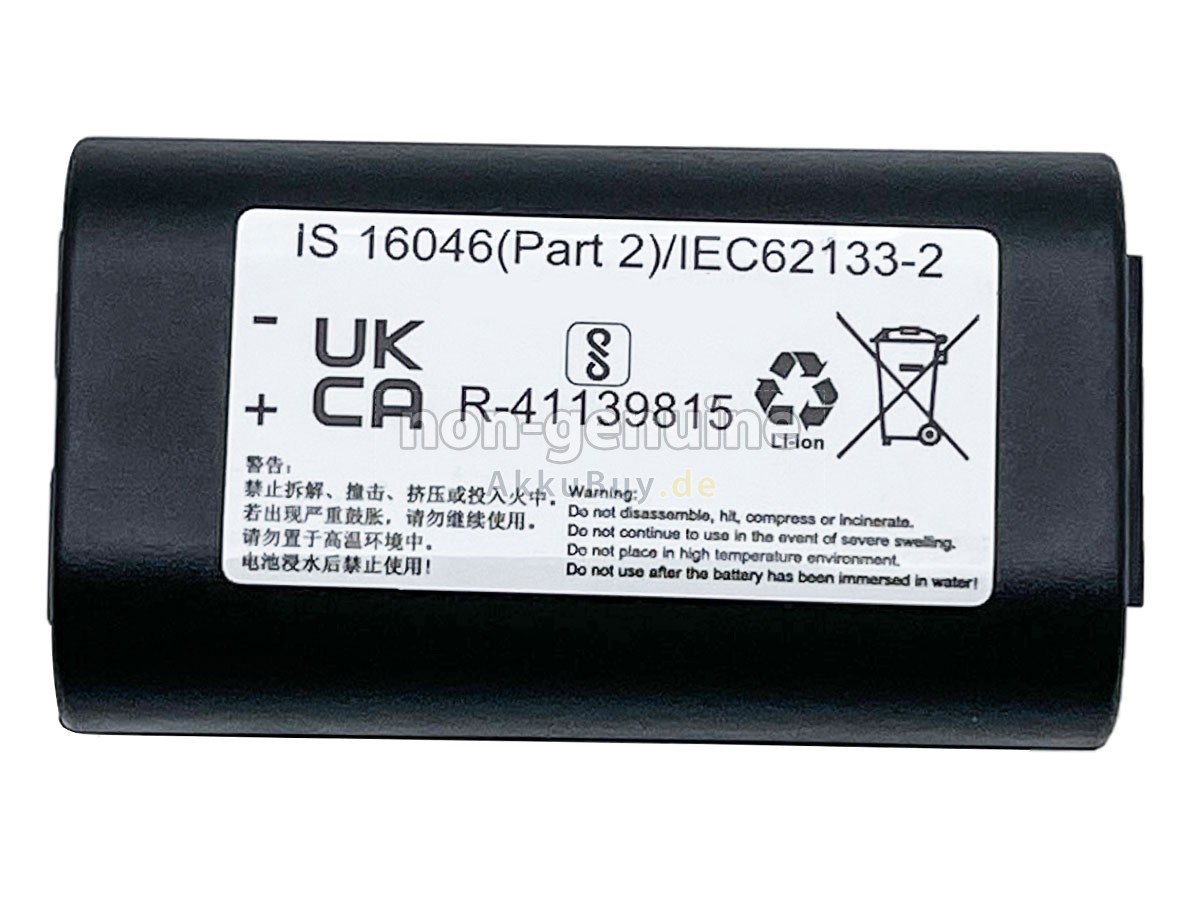 IS 16046(Part 2)/IEC62133-2
-
UK
CA
+
R-41139815
Li-ion
non-genuine
AkkuBuy.de
警告：
禁止拆解、撞击、挤压或投入火中。
若出现严重鼓胀，请勿继续使用。
请勿置于高温环境中。
电池浸水后禁止使用！
Warning:
Do not disassemble, hit, compress or incinerate.
Do not continue to use in the event of severe swelling.
Do not place in high temperature environment.
Do not use after the battery has been immersed in water!